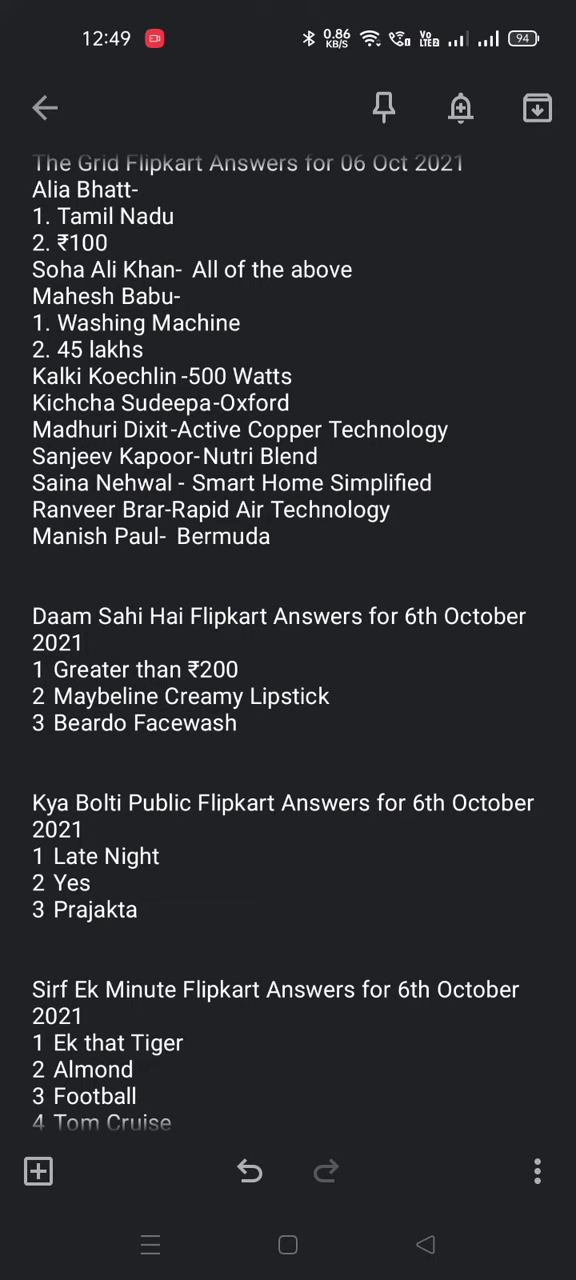 12:49
0.86
KB/S
Vo
LTE2
94
The Grid Flipkart Answers for 06 Oct 2021
Alia Bhatt-
1. Tamil Nadu
2. ₹100
Soha Ali Khan-  All of the above
Mahesh Babu-
1. Washing Machine
2. 45 lakhs
Kalki Koechlin -500 Watts
Kichcha Sudeepa-Oxford
Madhuri Dixit-Active Copper Technology
Sanjeev Kapoor-Nutri Blend
Saina Nehwal - Smart Home Simplified
Ranveer Brar-Rapid Air Technology
Manish Paul-  Bermuda
Daam Sahi Hai Flipkart Answers for 6th October
2021
1 Greater than ₹200
2 Maybeline Creamy Lipstick
3 Beardo Facewash
Kya Bolti Public Flipkart Answers for 6th October
2021
1 Late Night
2 Yes
3 Prajakta
Sirf Ek Minute Flipkart Answers for 6th October
2021
1 Ek that Tiger
2 Almond
3 Football
4 Tom Cruise